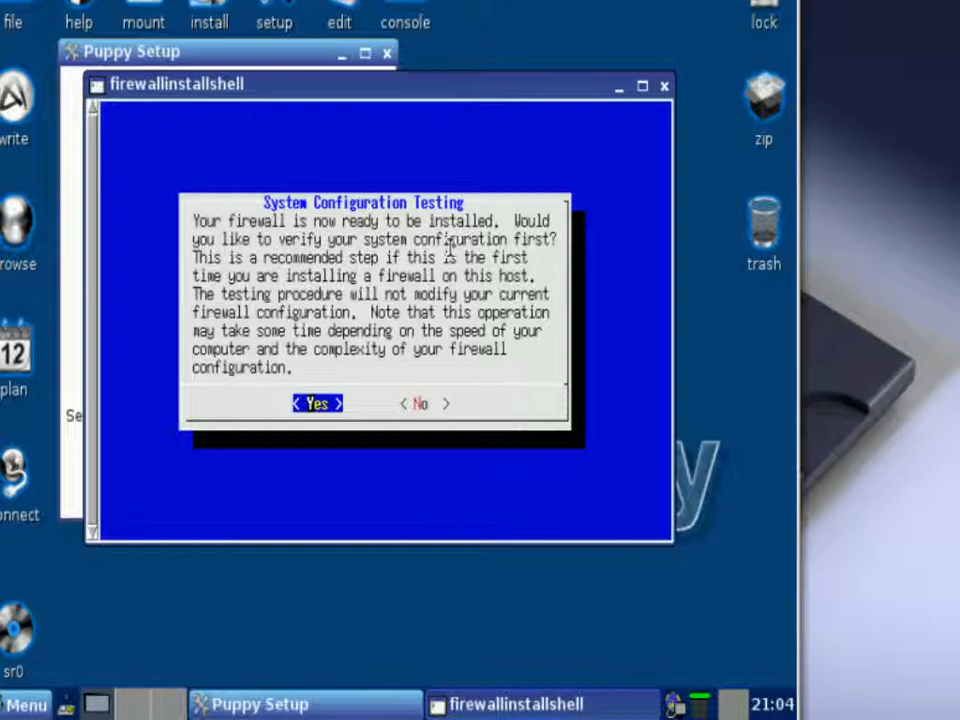 file
help
mount
install
setup
edit
console
lock
Puppy Setup
firewallinstallshell
write
zip
rowse
trash
System Configuration Testing
Your firewall is now ready to be installed. Would
you like to verify your system configuration first?
This is a recommended step if this is the first
time you are installing a firewall on this host.
The testing procedure will not modify your current
firewall configuration. Note that this opperation
may take some time depending on the speed of your
computer and the complexity of your firewall
configuration.
< Yes >
< No >
12
plan
Se
y
onnect
sr0
Menu
Puppy Setup
firewallinstallshell
21:04